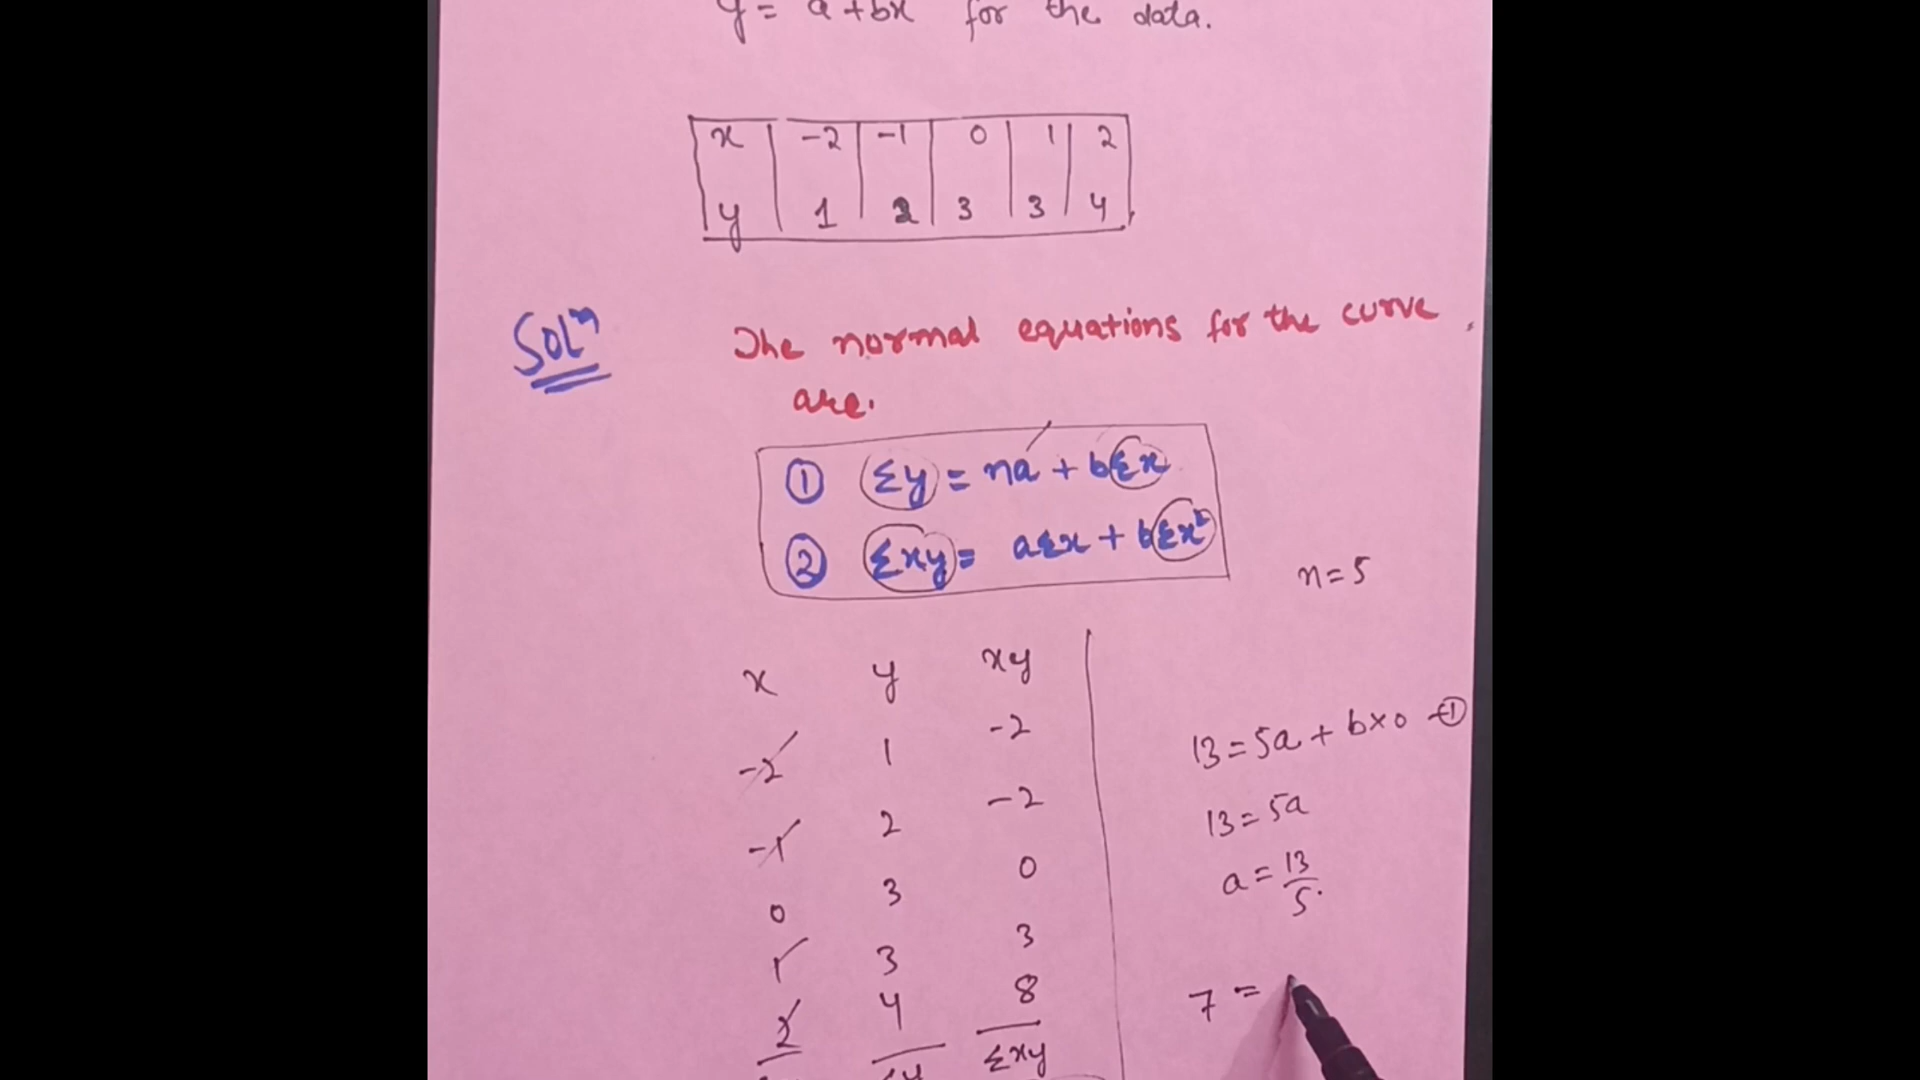 y = a + bx for the data.
x -2 -1 0 1 2
y 1 2 3 3 4
Solⁿ
The normal equations for the curve
are.
① Σy = na + bΣx
② Σxy = aΣx + bΣx²
n = 5
x y xy
-2 1 -2
-1 2 -2
0 3 0
1 3 3
2 4 8
Σxy
13 = 5a + b×0 -①
13 = 5a
a = 13/5.
7 =